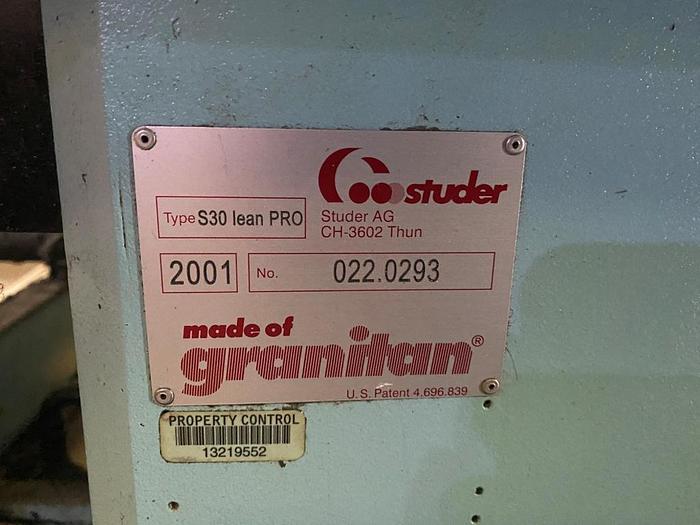 studer
Type S30 lean PRO
Studer AG
CH-3602 Thun
2001
No. 022.0293
made of
granitan®
U.S. Patent 4.696.839
PROPERTY CONTROL
13219552